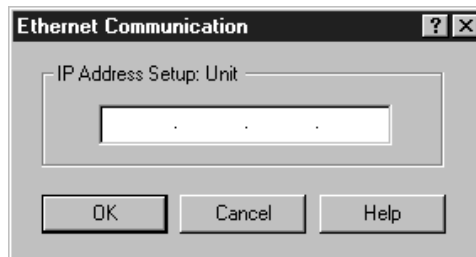 Ethernet Communication ? ×
IP Address Setup: Unit
. . .
OK Cancel Help